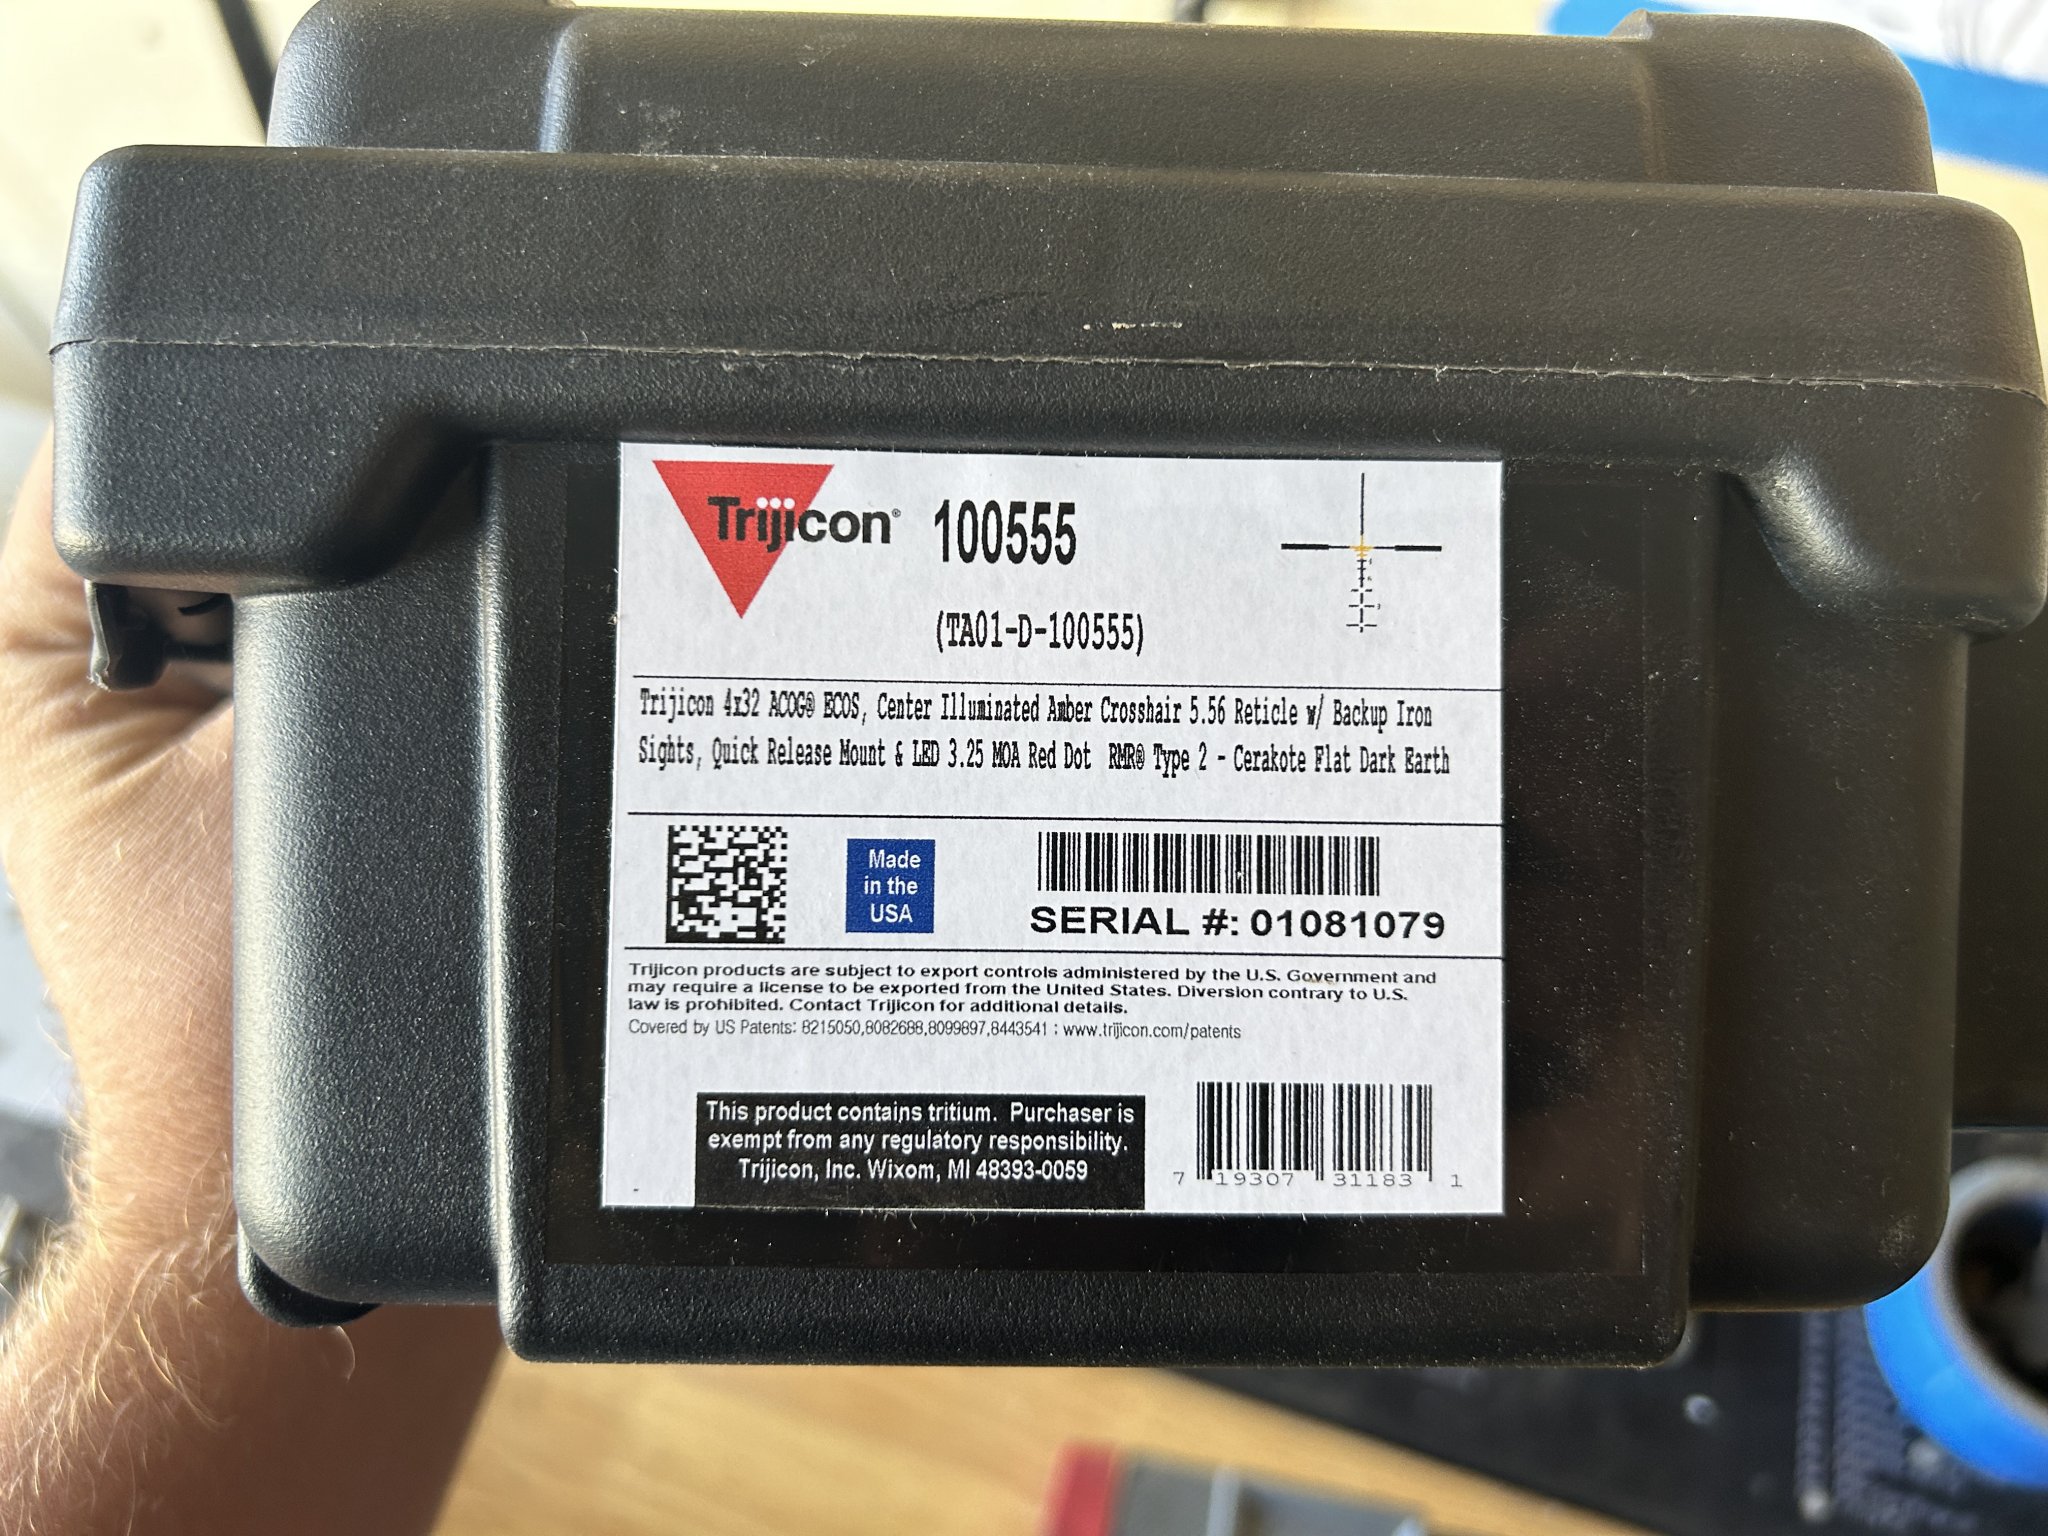 Trijicon®
100555
(TA01-D-100555)
Trijicon 4x32 ACOG® ECOS, Center Illuminated Amber Crosshair 5.56 Reticle w/ Backup Iron
Sights, Quick Release Mount & LED 3.25 MOA Red Dot RMR® Type 2 - Cerakote Flat Dark Earth
Made
in the
USA
SERIAL #: 01081079
Trijicon products are subject to export controls administered by the U.S. Government and
may require a license to be exported from the United States. Diversion contrary to U.S.
law is prohibited. Contact Trijicon for additional details.
Covered by US Patents: 8215050,8082688,8099897,8443541 ; www.trijicon.com/patents
This product contains tritium. Purchaser is
exempt from any regulatory responsibility.
Trijicon, Inc. Wixom, MI 48393-0059
7 19307 31183 1